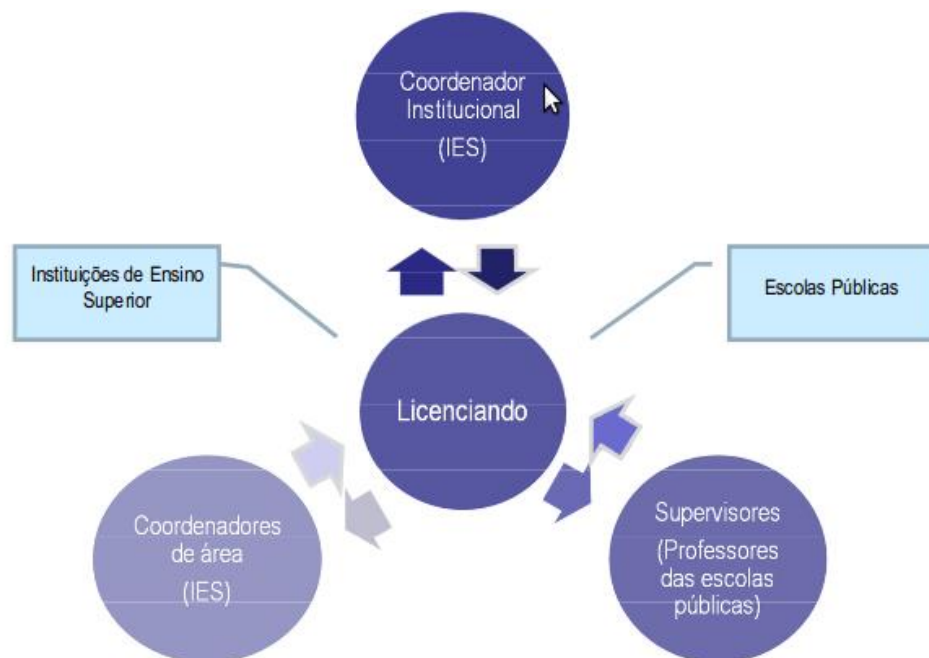 Coordenador
Institucional
(IES)
Instituições de Ensino
Superior
Escolas Públicas
Licenciando
Coordenadores
de área
(IES)
Supervisores
(Professores
das escolas
públicas)